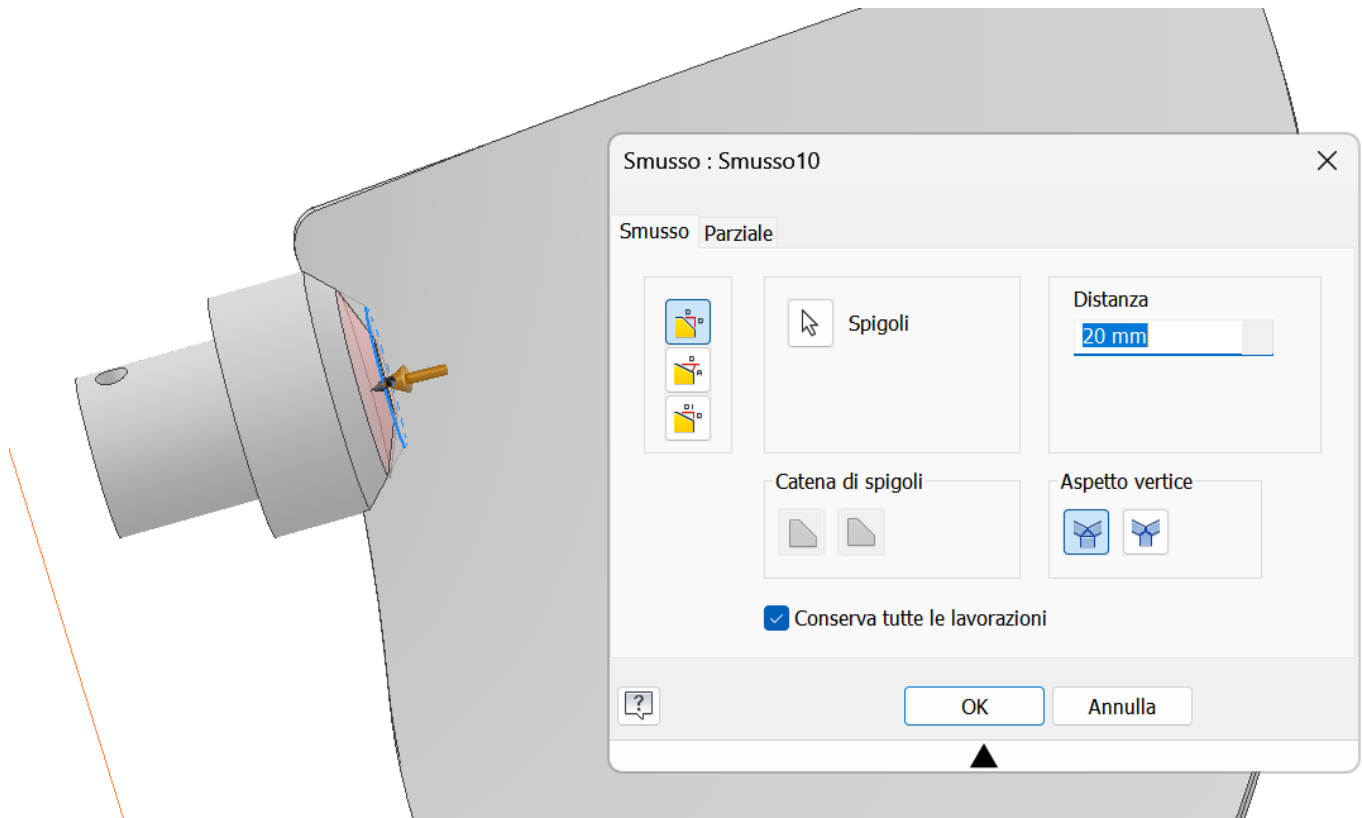 Smusso : Smusso10
Smusso Parziale
Spigoli
Distanza
20 mm
Catena di spigoli
Aspetto vertice
Conserva tutte le lavorazioni
?
OK Annulla